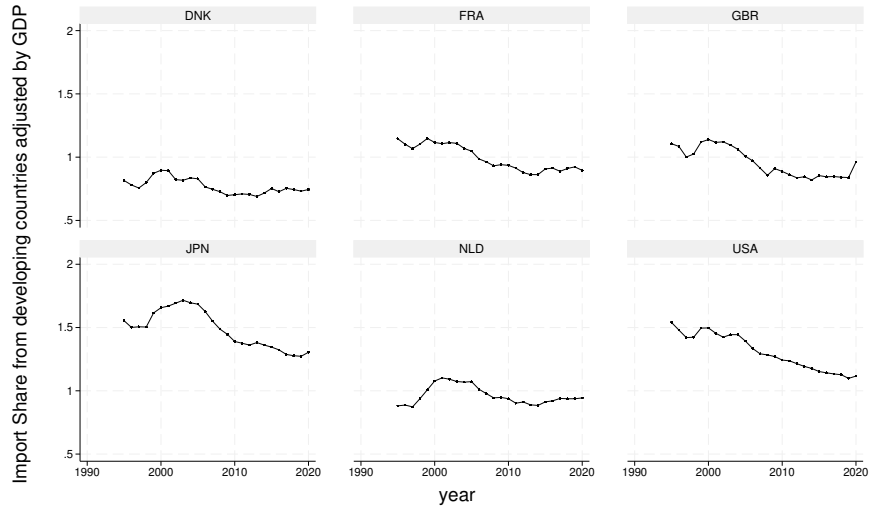 Import Share from developing countries adjusted by GDP
DNK
FRA
GBR
2
1.5
1
.5
JPN
NLD
USA
2
1.5
1
.5
1990 2000 2010 2020
1990 2000 2010 2020
1990 2000 2010 2020
year